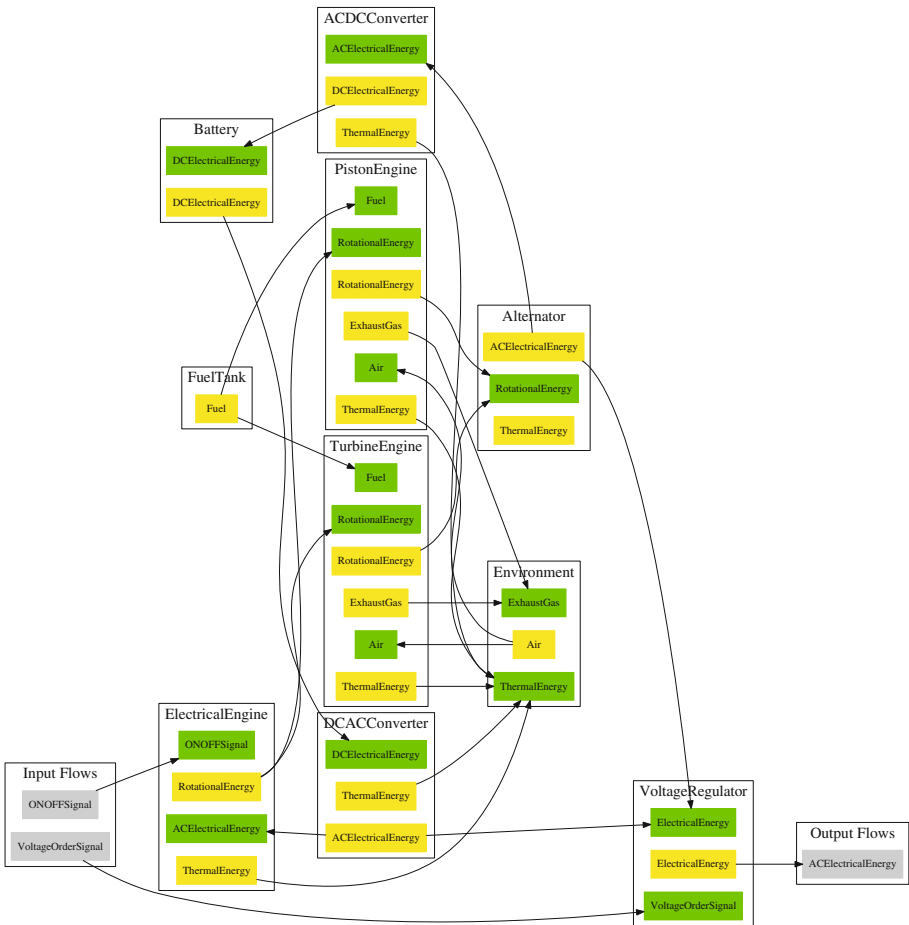 ACDCConverter
ACElectricalEnergy
DCElectricalEnergy
ThermalEnergy
Battery
DCElectricalEnergy
DCElectricalEnergy
PistonEngine
Fuel
RotationalEnergy
RotationalEnergy
ExhaustGas
Air
ThermalEnergy
Alternator
ACElectricalEnergy
RotationalEnergy
ThermalEnergy
FuelTank
Fuel
TurbineEngine
Fuel
RotationalEnergy
RotationalEnergy
ExhaustGas
Air
ThermalEnergy
Environment
ExhaustGas
Air
ThermalEnergy
ElectricalEngine
ONOFFSignal
RotationalEnergy
ACElectricalEnergy
ThermalEnergy
DCACConverter
DCElectricalEnergy
ThermalEnergy
ACElectricalEnergy
Input Flows
ONOFFSignal
VoltageOrderSignal
VoltageRegulator
ElectricalEnergy
ElectricalEnergy
VoltageOrderSignal
Output Flows
ACElectricalEnergy